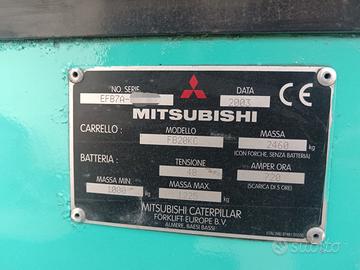 NO. SERIE DATA
EFB7A- 2003 CE
MITSUBISHI
CARRELLO: MODELLO MASSA
FB20KC 2460 kg
(CON FORCHE, SENZA BATTERIA)
BATTERIA: TENSIONE AMPER ORA
48 720
MASSA MIN MASSA MAX (SCARICA DI 5 ORE)
kg kg
MITSUBISHI CATERPILLAR
FORKLIFT EUROPE B.V.
ALMERE, PAESI BASSI
subito